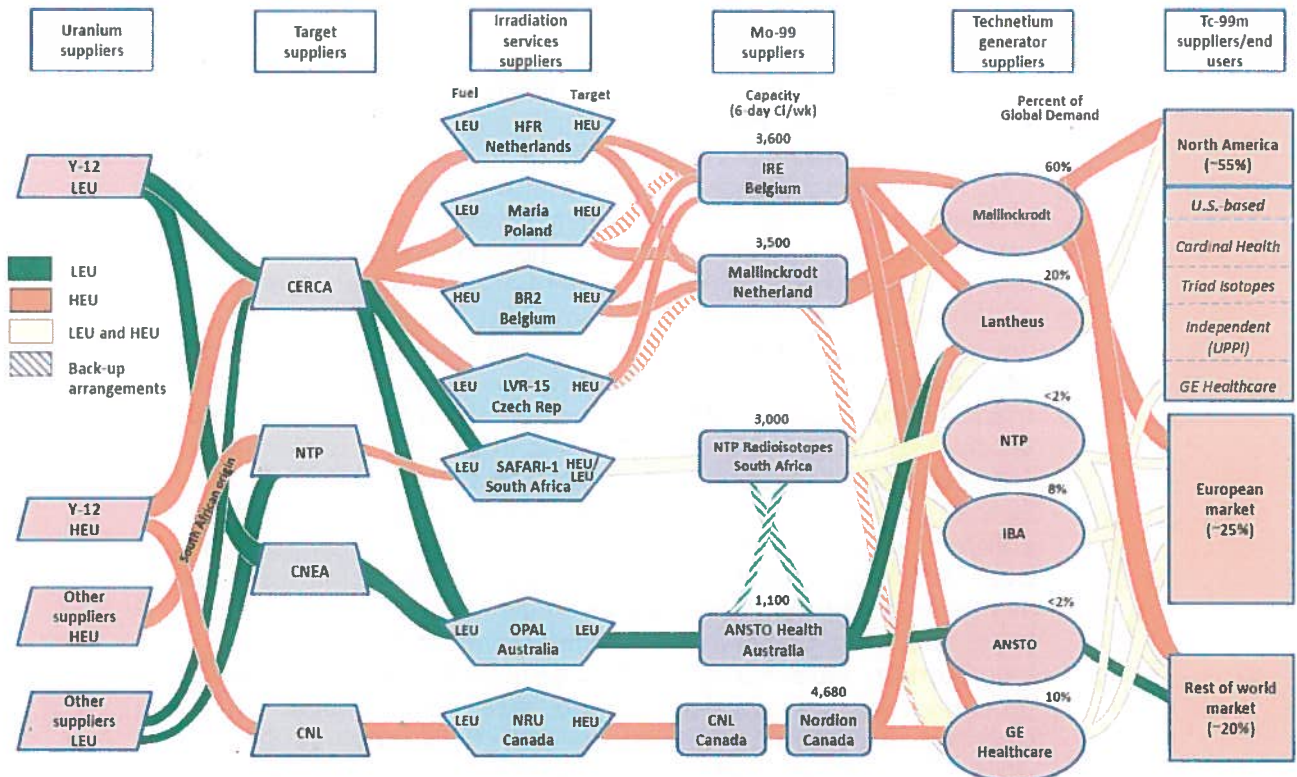 Uranium
suppliers
Target
suppliers
Irradiation
services
suppliers
Mo-99
suppliers
Technetium
generator
suppliers
Tc-99m
suppliers/end
users
Fuel
Target
Capacity
(6-day Ci/wk)
Percent of
Global Demand
Y-12
LEU
LEU
HEU
LEU and HEU
Back-up
arrangements
Y-12
HEU
Other
suppliers
HEU
Other
suppliers
LEU
South African origin
CERCA
NTP
CNEA
CNL
LEU HFR HEU
Netherlands
LEU Maria HEU
Poland
HEU BR2 HEU
Belgium
LEU LVR-15 HEU
Czech Rep
LEU SAFARI-1 HEU/
South Africa LEU
LEU OPAL LEU
Australia
LEU NRU HEU
Canada
3,600
IRE
Belgium
3,500
Mallinckrodt
Netherland
3,000
NTP Radioisotopes
South Africa
1,100
ANSTO Health
Australia
CNL
Canada
4,680
Nordion
Canada
60%
Mallinckrodt
20%
Lantheus
<2%
NTP
8%
IBA
<2%
ANSTO
10%
GE
Healthcare
North America
(~55%)
U.S.-based
Cardinal Health
Triad Isotopes
Independent
(UPPI)
GE Healthcare
European
market
(~25%)
Rest of world
market
(~20%)